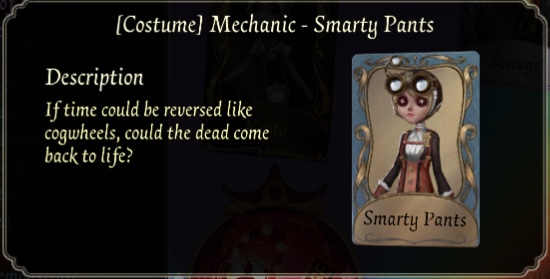 [Costume] Mechanic - Smarty Pants
Description
If time could be reversed like
cogwheels, could the dead come
back to life?
Smarty Pants
Scrooge